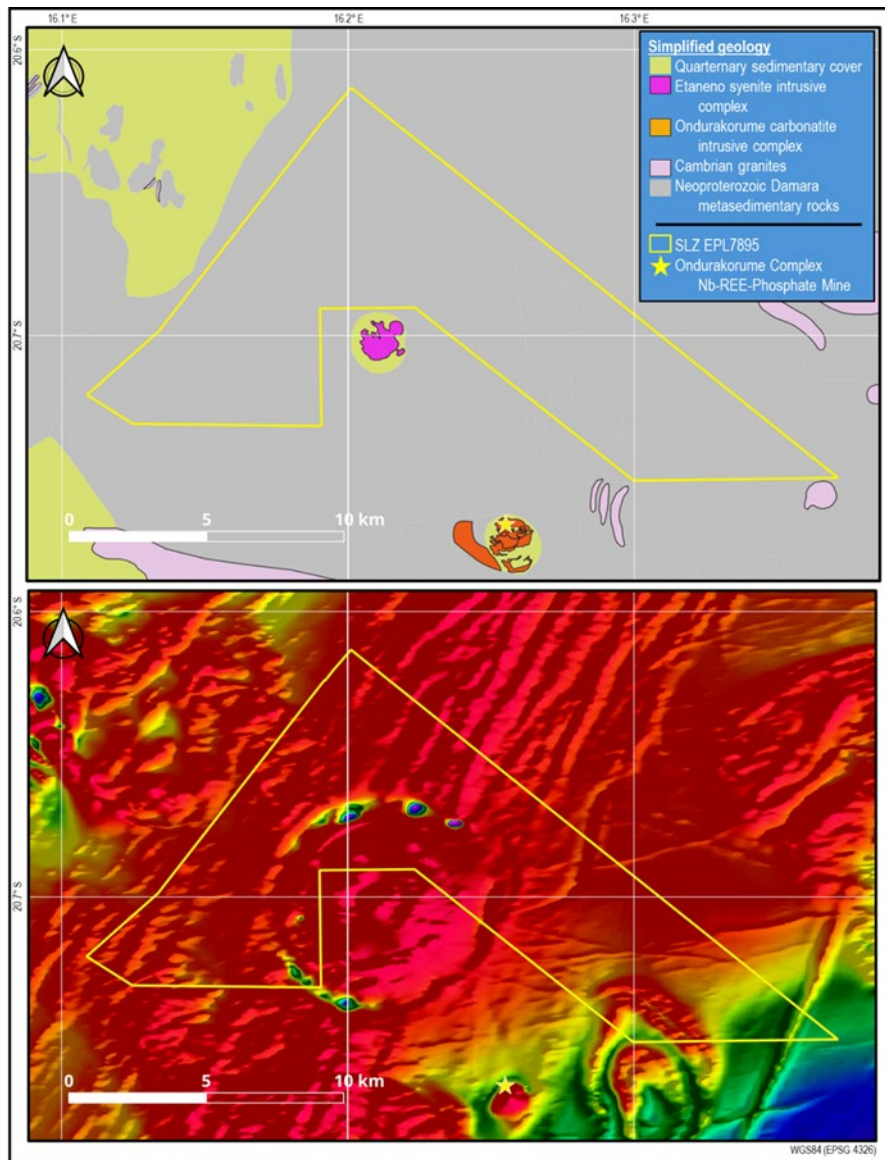 16.1° E
16.2° E
16.3° E
20.6° S
20.7° S
Simplified geology
Quarternary sedimentary cover
Etaneno syenite intrusive
complex
Ondurakorume carbonatite
intrusive complex
Cambrian granites
Neoproterozoic Damara
metasedimentary rocks
SLZ EPL7895
Ondurakorume Complex
Nb-REE-Phosphate Mine
0 5 10 km
20.6° S
20.7° S
0 5 10 km
WGS84 (EPSG 4326)